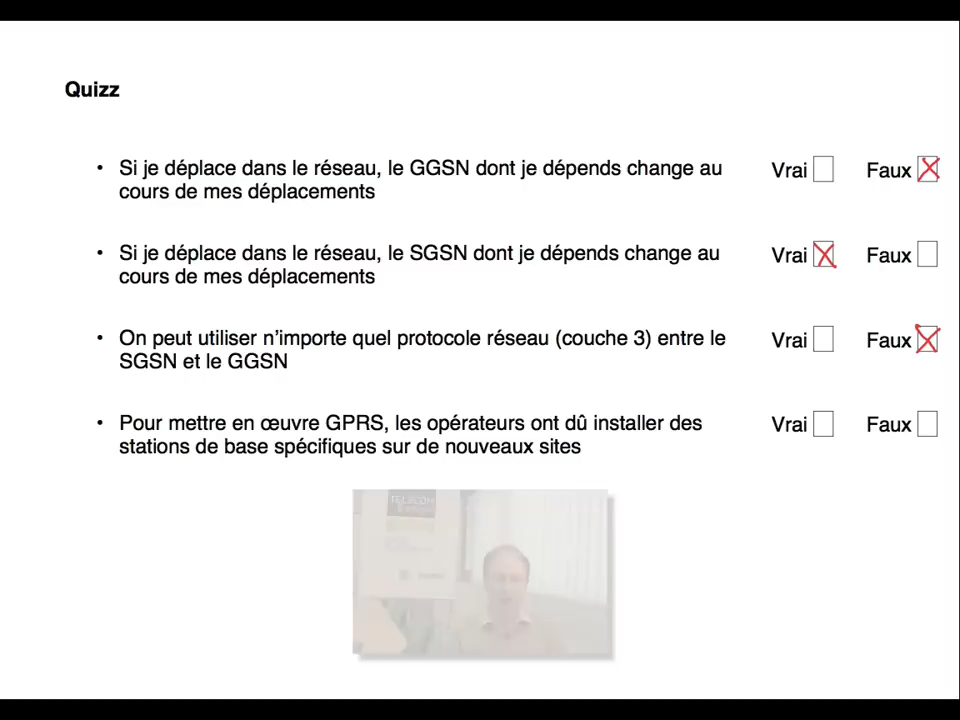 Quizz
• Si je déplace dans le réseau, le GGSN dont je dépends change au
cours de mes déplacements
Vrai
Faux
• Si je déplace dans le réseau, le SGSN dont je dépends change au
cours de mes déplacements
Vrai
Faux
• On peut utiliser n’importe quel protocole réseau (couche 3) entre le
SGSN et le GGSN
Vrai
Faux
• Pour mettre en œuvre GPRS, les opérateurs ont dû installer des
stations de base spécifiques sur de nouveaux sites
Vrai
Faux
TELECOM